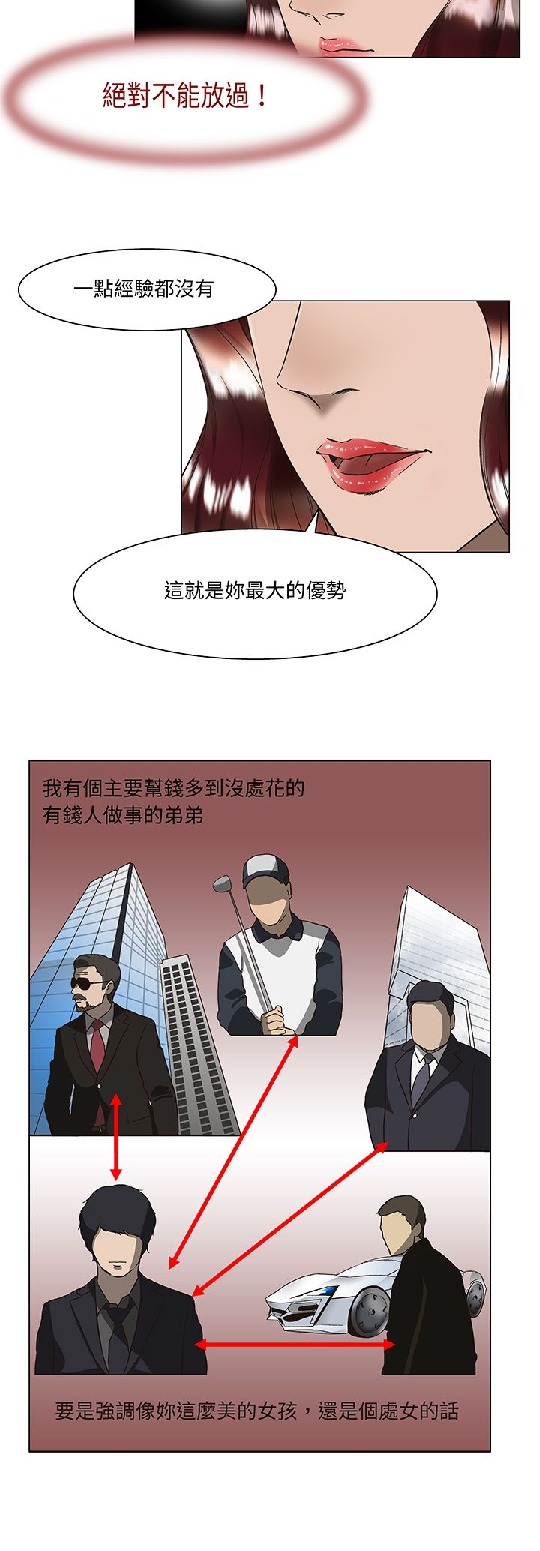 絕對不能放過！
一點經驗都沒有
這就是妳最大的優勢
我有個主要幫錢多到沒處花的
有錢人做事的弟弟
要是強調像妳這麼美的女孩，還是個處女的話